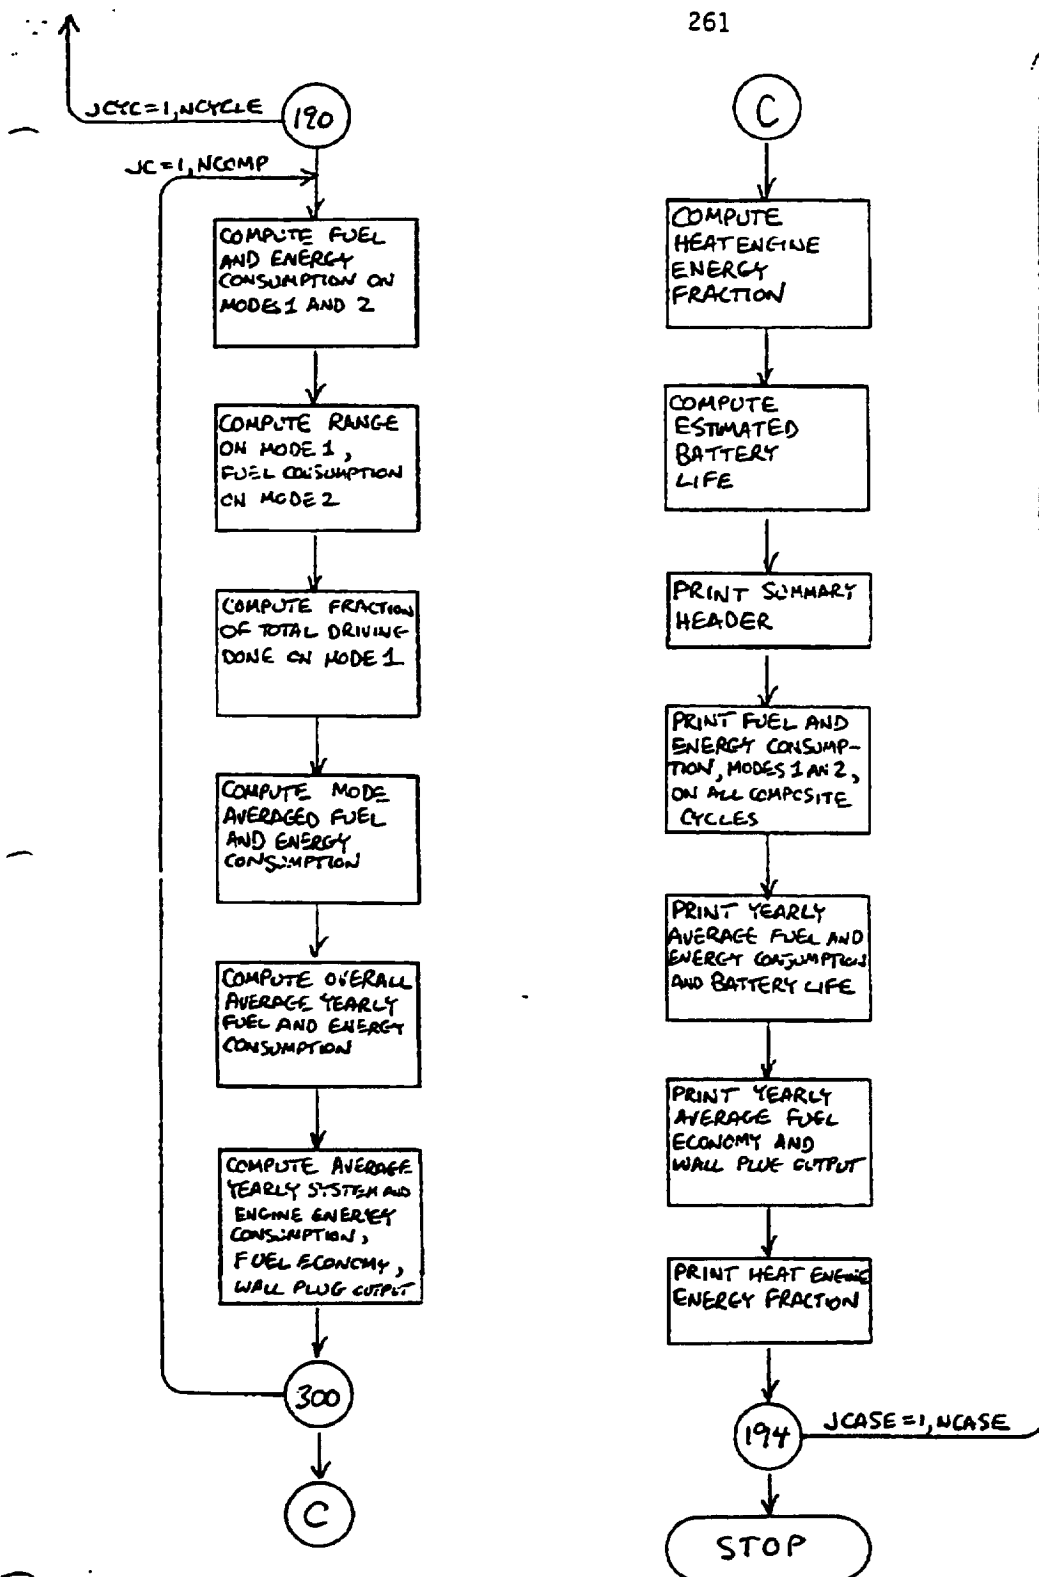 261
JCYC=1,NCYCLE
190
JC=1,NCOMP
COMPUTE FUEL
AND ENERGY
CONSUMPTION ON
MODES 1 AND 2
COMPUTE RANGE
ON MODE 1,
FUEL CONSUMPTION
ON MODE 2
COMPUTE FRACTION
OF TOTAL DRIVING
DONE ON MODE 1
COMPUTE MODE
AVERAGED FUEL
AND ENERGY
CONSUMPTION
COMPUTE OVERALL
AVERAGE YEARLY
FUEL AND ENERGY
CONSUMPTION
COMPUTE AVERAGE
YEARLY SYSTEM AND
ENGINE ENERGY
CONSUMPTION,
FUEL ECONOMY,
WALL PLUG OUTPUT
300
C
C
COMPUTE
HEAT ENGINE
ENERGY
FRACTION
COMPUTE
ESTIMATED
BATTERY
LIFE
PRINT SUMMARY
HEADER
PRINT FUEL AND
ENERGY CONSUMP-
TION, MODES 1 AN 2,
ON ALL COMPOSITE
CYCLES
PRINT YEARLY
AVERAGE FUEL AND
ENERGY CONSUMPTION
AND BATTERY LIFE
PRINT YEARLY
AVERAGE FUEL
ECONOMY AND
WALL PLUG OUTPUT
PRINT HEAT ENGINE
ENERGY FRACTION
194
JCASE=1,NCASE
STOP